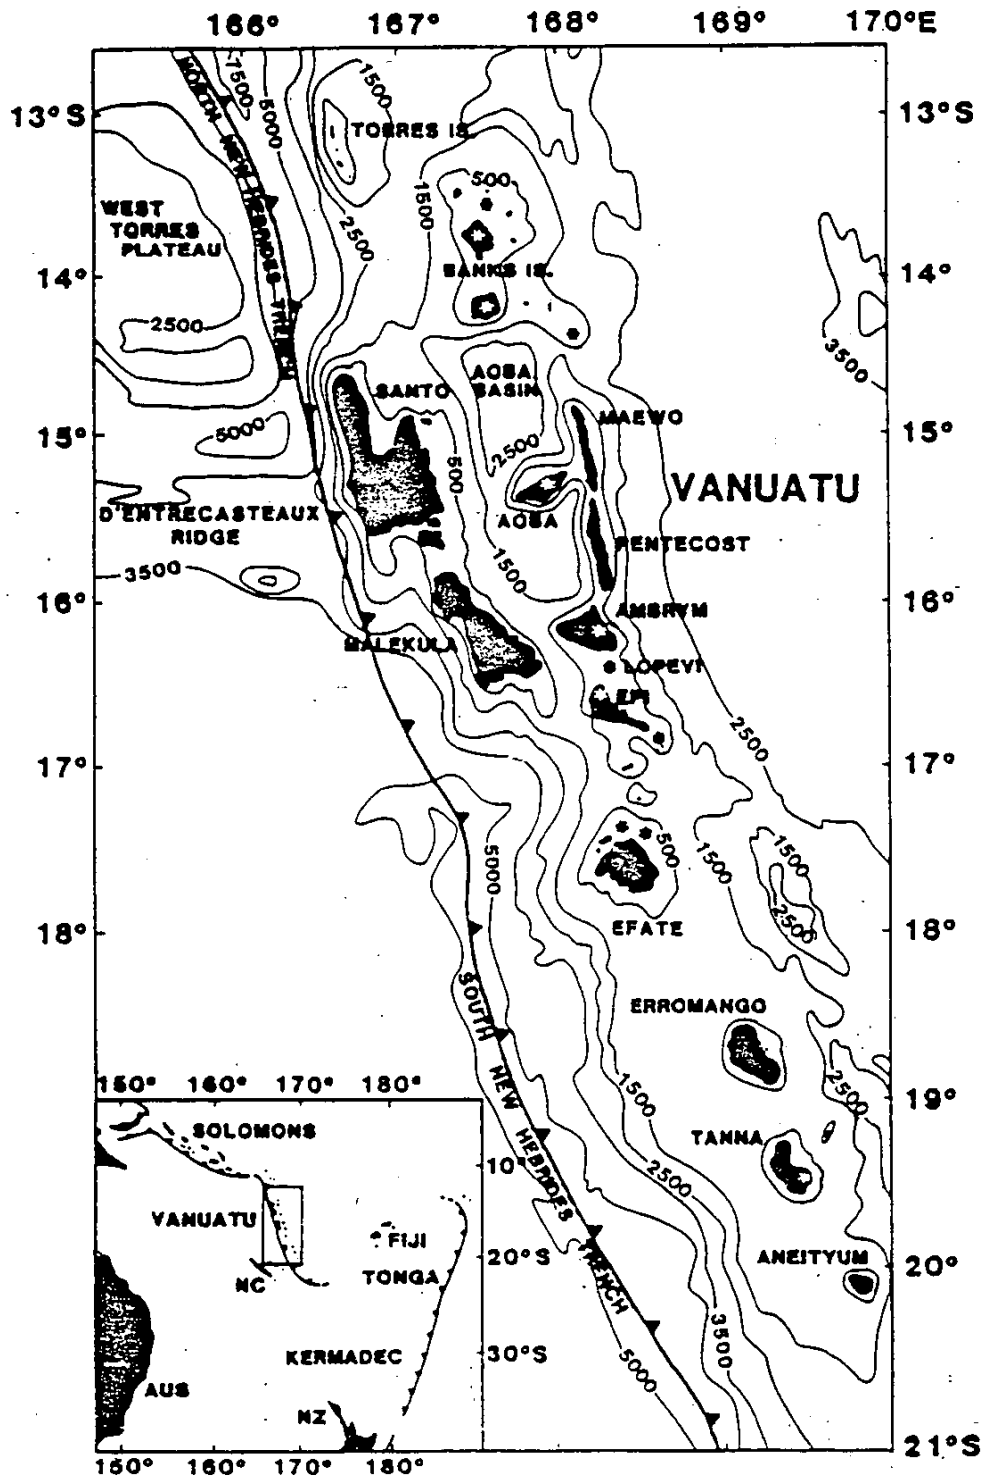 166° 167° 168° 169° 170°E
13°S
14°
15°
16°
17°
18°
13°S
14°
15°
16°
17°
18°
19°
20°
21°S
NORTH NEW HEBRIDES TRENCH
7500
5000
1500
TORRES IS.
WEST
TORRES
PLATEAU
2500
1500
500
BANKS IS.
2500
3500
5000
SANTO
AOBA
BASIN
MAEWO
2500
500
AOBA
VANUATU
D'ENTRECASTEAUX
RIDGE
PENTECOST
3500
1500
AMBRYM
MALEKULA
LOPEVI
EPI
2500
5000
500
1500
1500
2500
EFATE
SOUTH NEW HEBRIDES TRENCH
ERROMANGO
1500
2500
TANNA
2500
ANEITYUM
3500
5000
150° 160° 170° 180°
SOLOMONS
10°
VANUATU
FIJI
20°S
NC
TONGA
KERMADEC
30°S
AUS
NZ
150° 160° 170° 180°